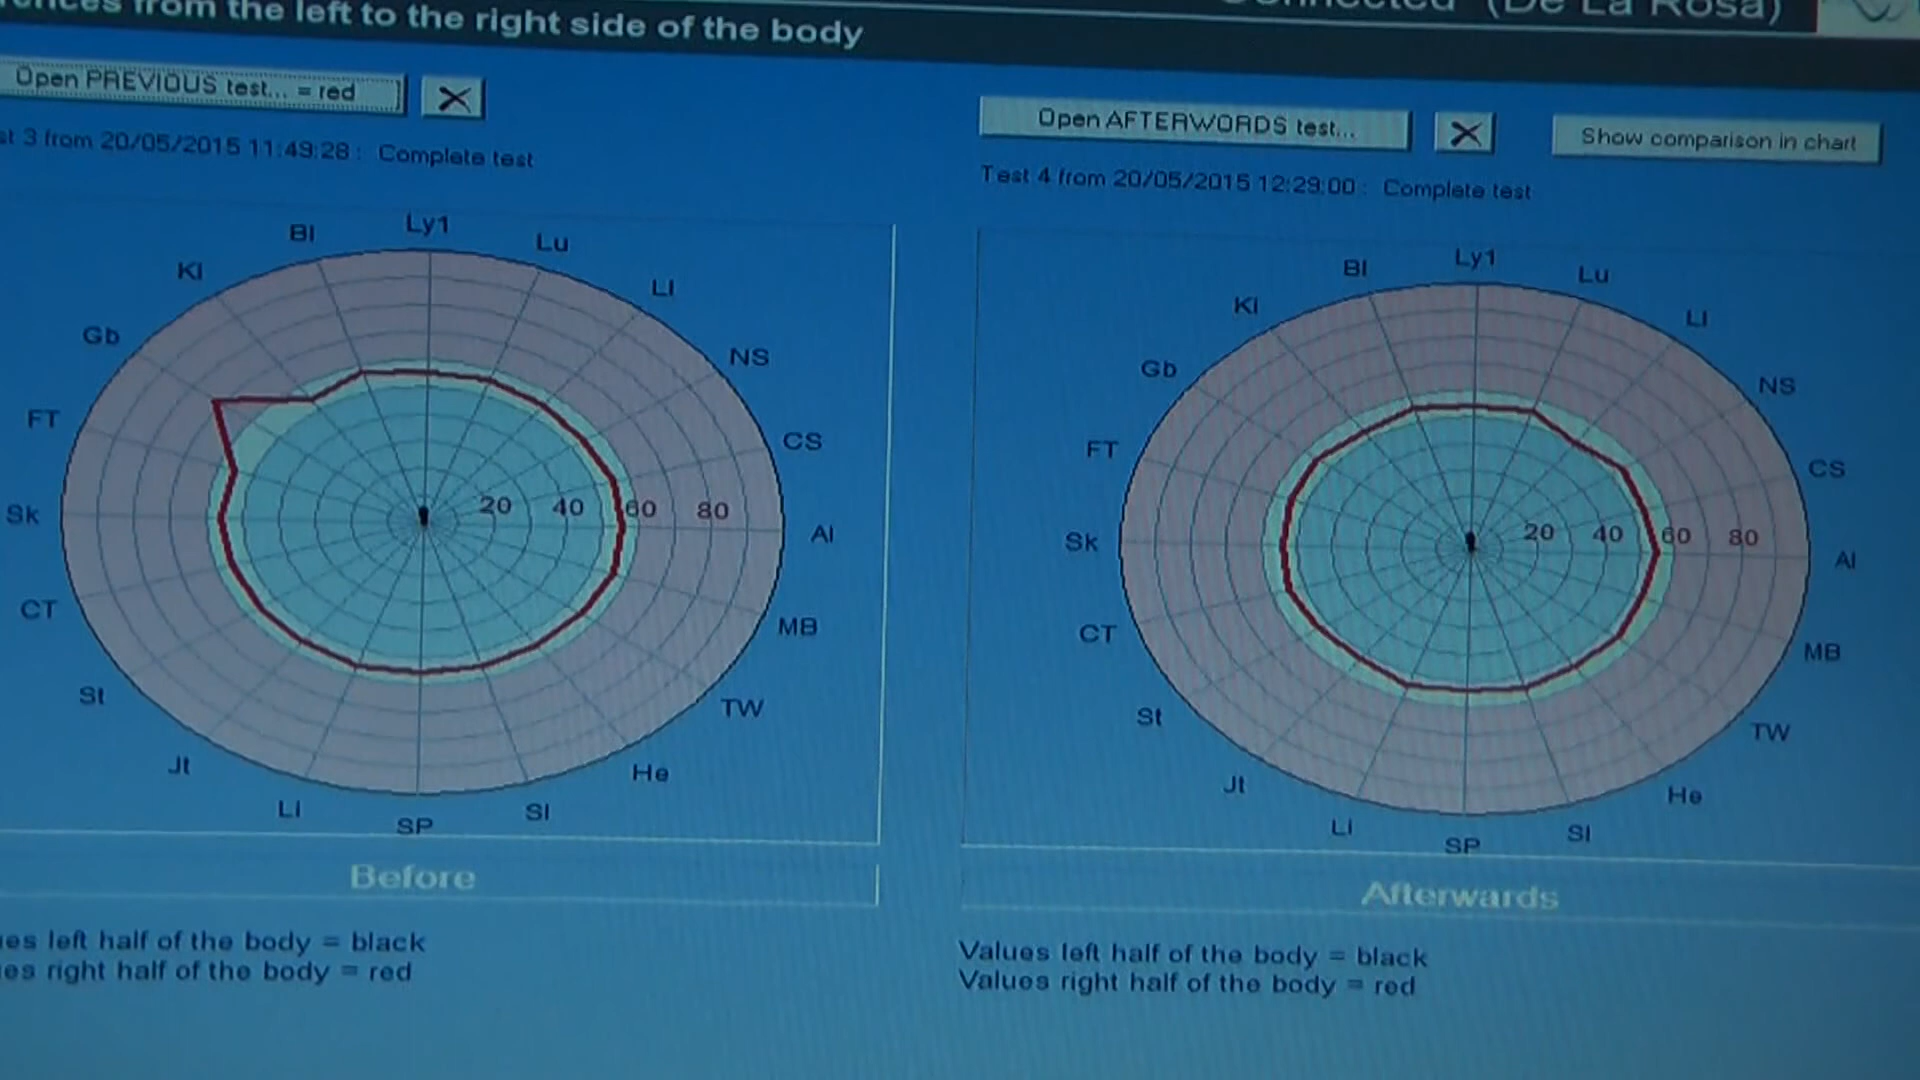 from the left to the right side of the body
(De La Rosa)
Open PREVIOUS test... = red
Open AFTERWORDS test...
Show comparison in chart
3 from 20/05/2015 11:49:28 : Complete test
Test 4 from 20/05/2015 12:29:00 : Complete test
Ly1
Lu
LI
NS
CS
Al
MB
TW
He
SI
SP
LI
Jt
St
CT
Sk
FT
Gb
KI
BI
20 40 60 80
Ly1
Lu
LI
NS
CS
Al
MB
TW
He
SI
SP
LI
Jt
St
CT
Sk
FT
Gb
KI
BI
20 40 60 80
Before
Afterwards
left half of the body = black
right half of the body = red
Values left half of the body = black
Values right half of the body = red